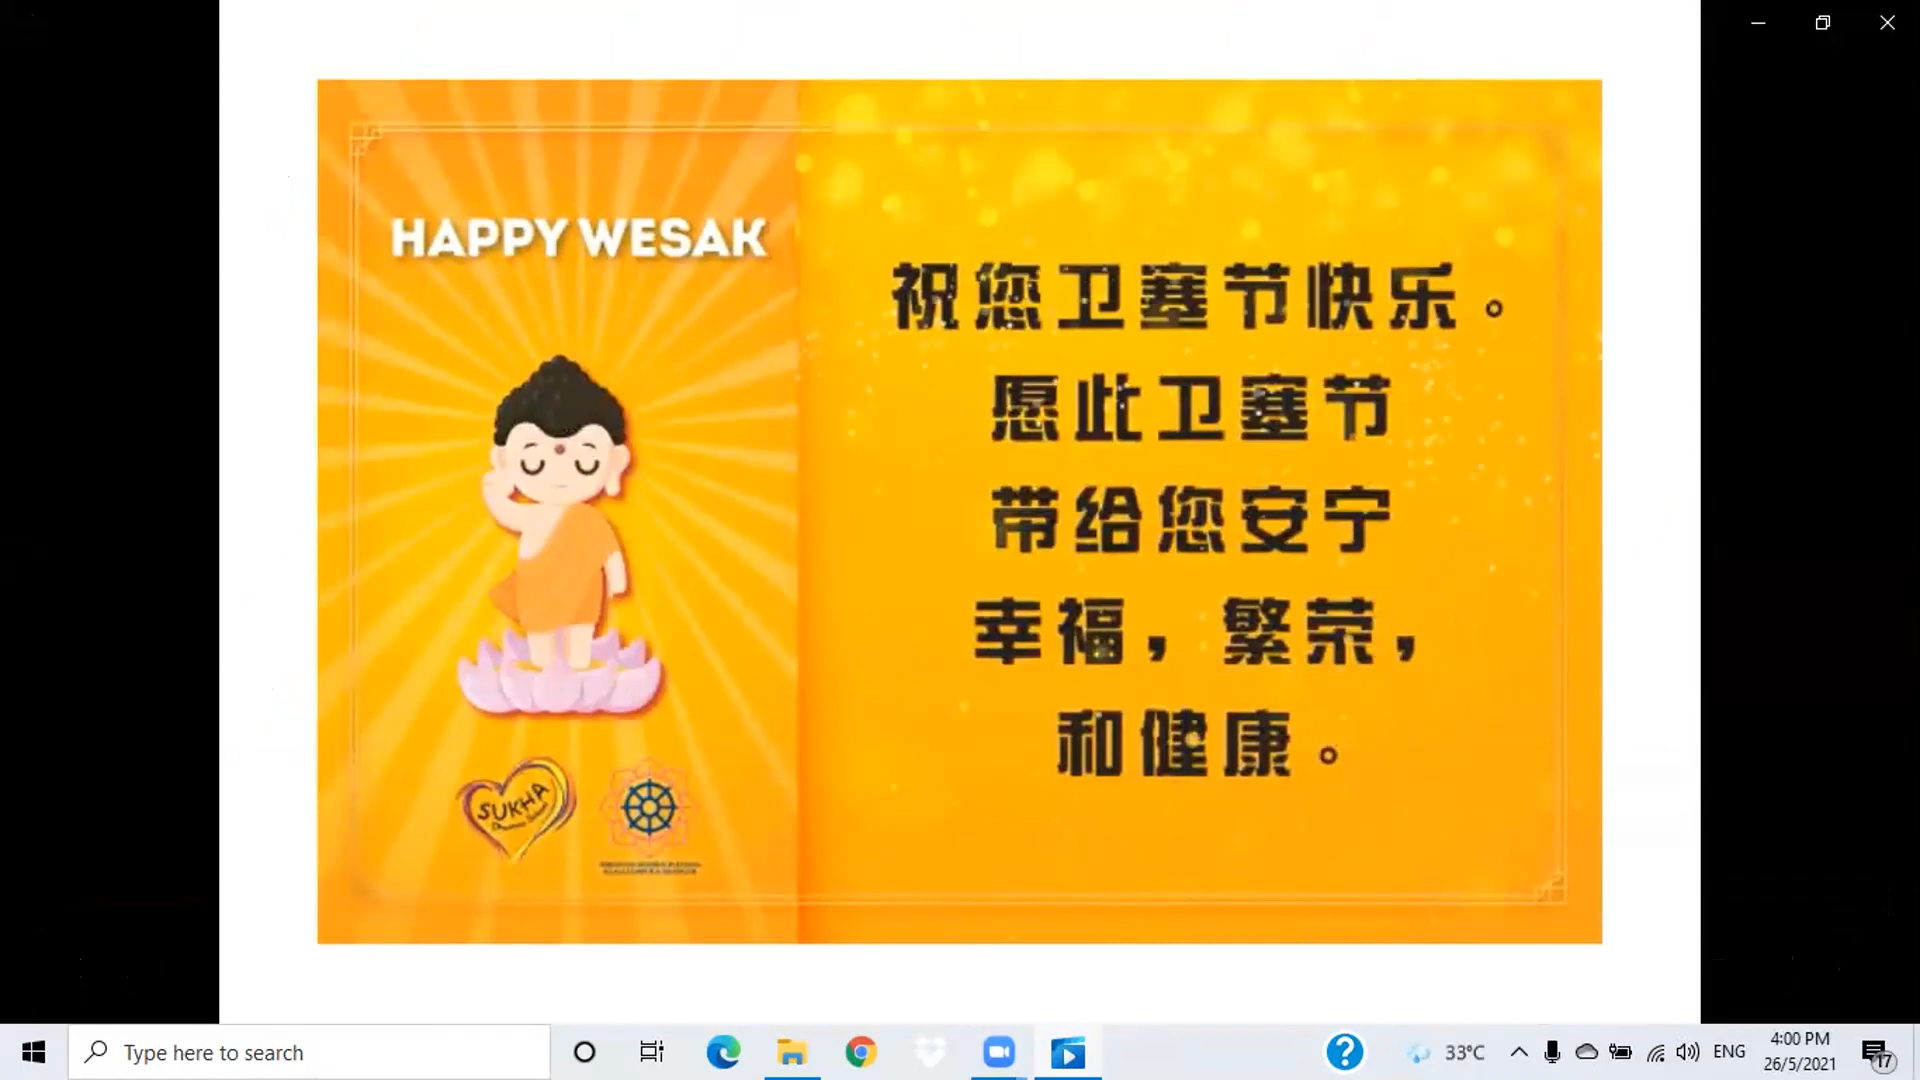 HAPPY WESAK
祝您卫塞节快乐。
愿此卫塞节
带给您安宁
幸福，繁荣，
和健康。
SUKHA
Type here to search
33°C
ENG
4:00 PM
26/5/2021
17